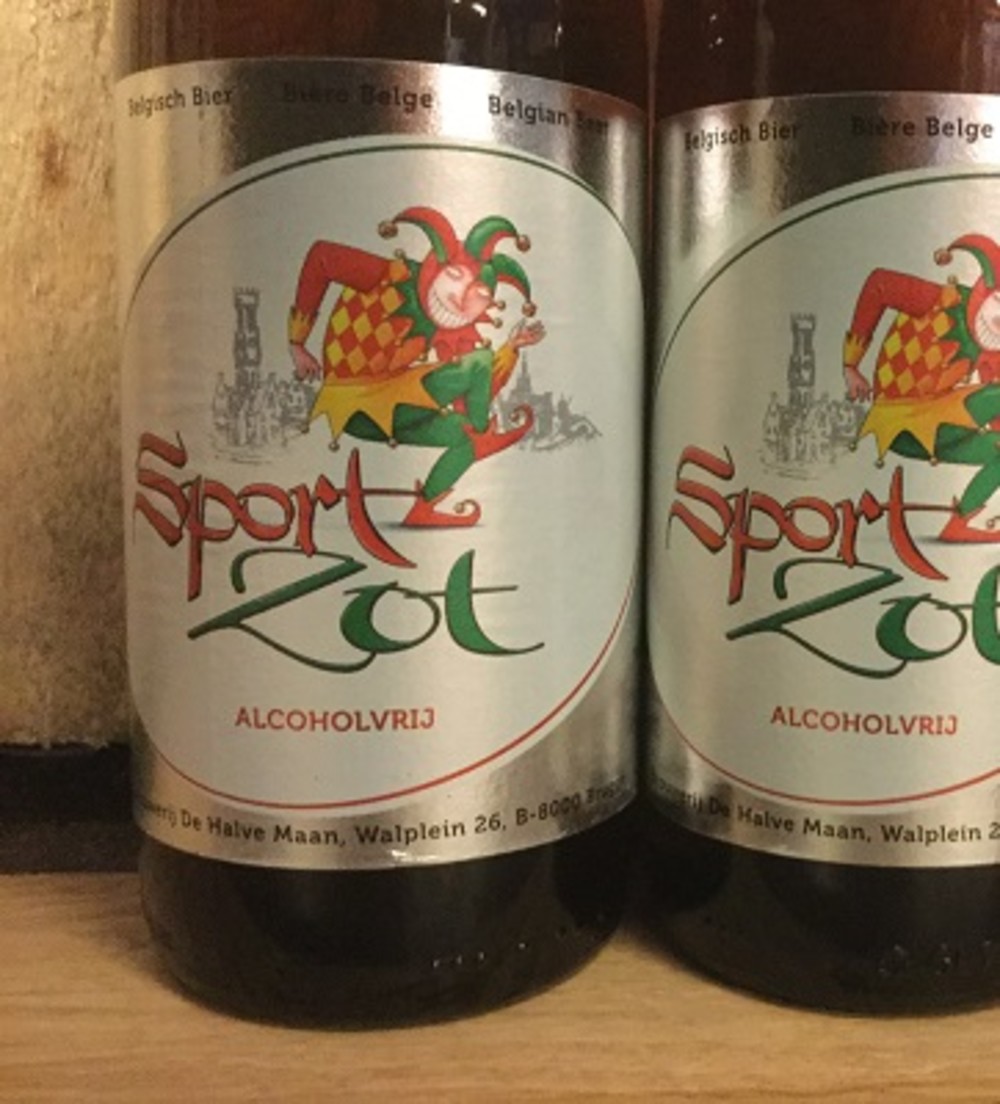 Belgisch Bier Bière Belge Belgian Beer
Sport
Zot
ALCOHOLVRIJ
De Halve Maan, Walplein 26, B-8000
Belgisch Bier Bière Belge
Sport
Zot
ALCOHOLVRIJ
De Halve Maan, Walplein